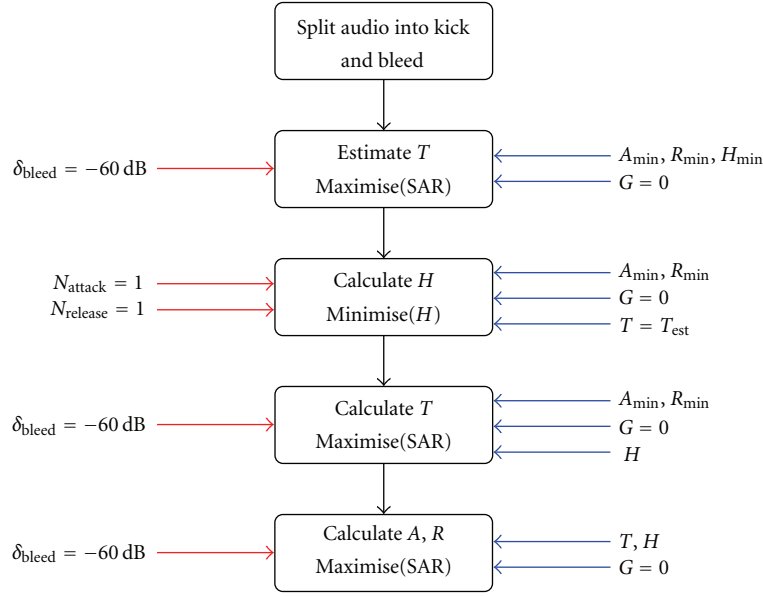 Split audio into kick
and bleed
δbleed = −60 dB
Estimate T
Maximise(SAR)
Amin, Rmin, Hmin
G = 0
Nattack = 1
Nrelease = 1
Calculate H
Minimise(H)
Amin, Rmin
G = 0
T = Test
δbleed = −60 dB
Calculate T
Maximise(SAR)
Amin, Rmin
G = 0
H
δbleed = −60 dB
Calculate A, R
Maximise(SAR)
T, H
G = 0